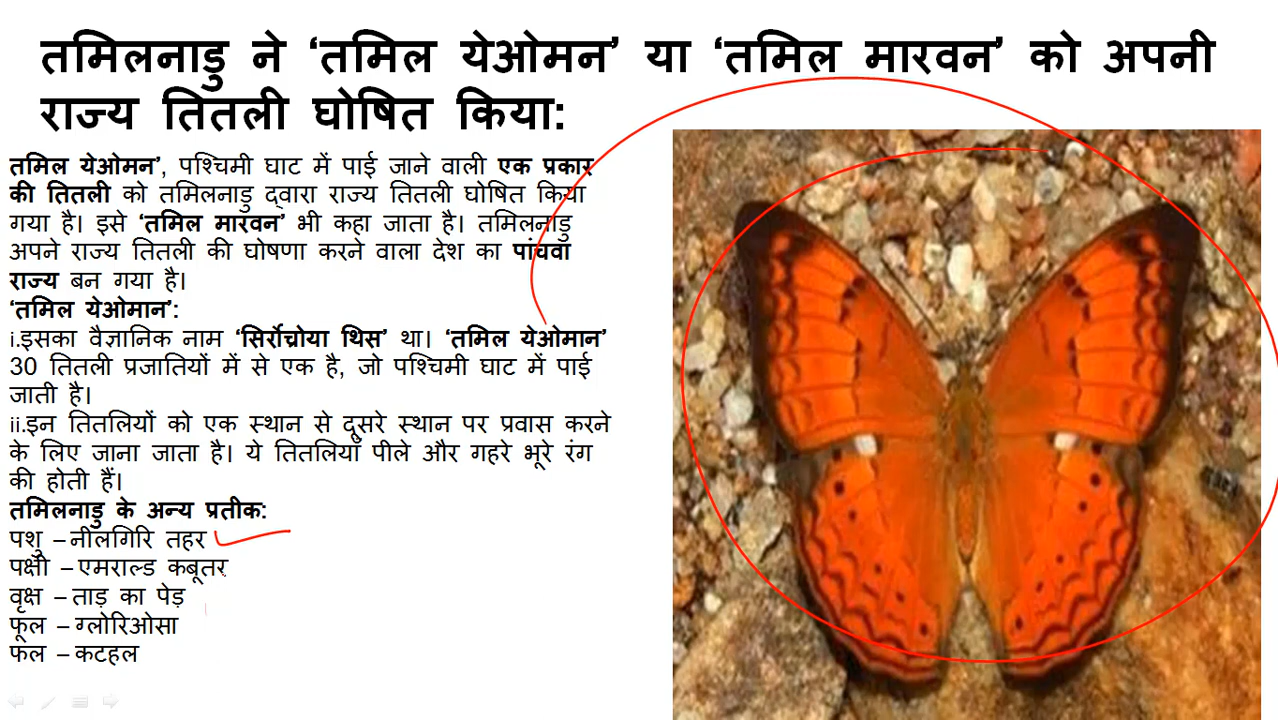 तमिलनाडु ने ‘तमिल येओमन’ या ‘तमिल मारवन’ को अपनी
राज्य तितली घोषित किया:
तमिल येओमन’, पश्चिमी घाट में पाई जाने वाली एक प्रकार
की तितली को तमिलनाडु द्वारा राज्य तितली घोषित किया
गया है। इसे ‘तमिल मारवन’ भी कहा जाता है। तमिलनाडु
अपने राज्य तितली की घोषणा करने वाला देश का पांचवा
राज्य बन गया है।
‘तमिल येओमान’:
i.इसका वैज्ञानिक नाम ‘सिर्रोच्रोया थिस’ था। ‘तमिल येओमान’
30 तितली प्रजातियों में से एक है, जो पश्चिमी घाट में पाई
जाती है।
ii.इन तितलियों को एक स्थान से दूसरे स्थान पर प्रवास करने
के लिए जाना जाता है। ये तितलियाँ पीले और गहरे भूरे रंग
की होती हैं।
तमिलनाडु के अन्य प्रतीक:
पशु –नीलगिरि तहर
पक्षी –एमराल्ड कबूतर
वृक्ष –ताड़ का पेड़
फूल –ग्लोरिओसा
फल –कटहल